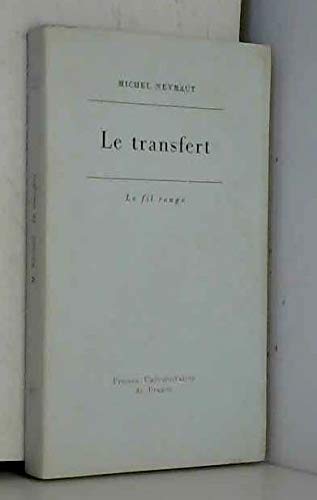 MICHEL NEYRAUT
Le transfert
Le fil rouge
Presses Universitaires
de France